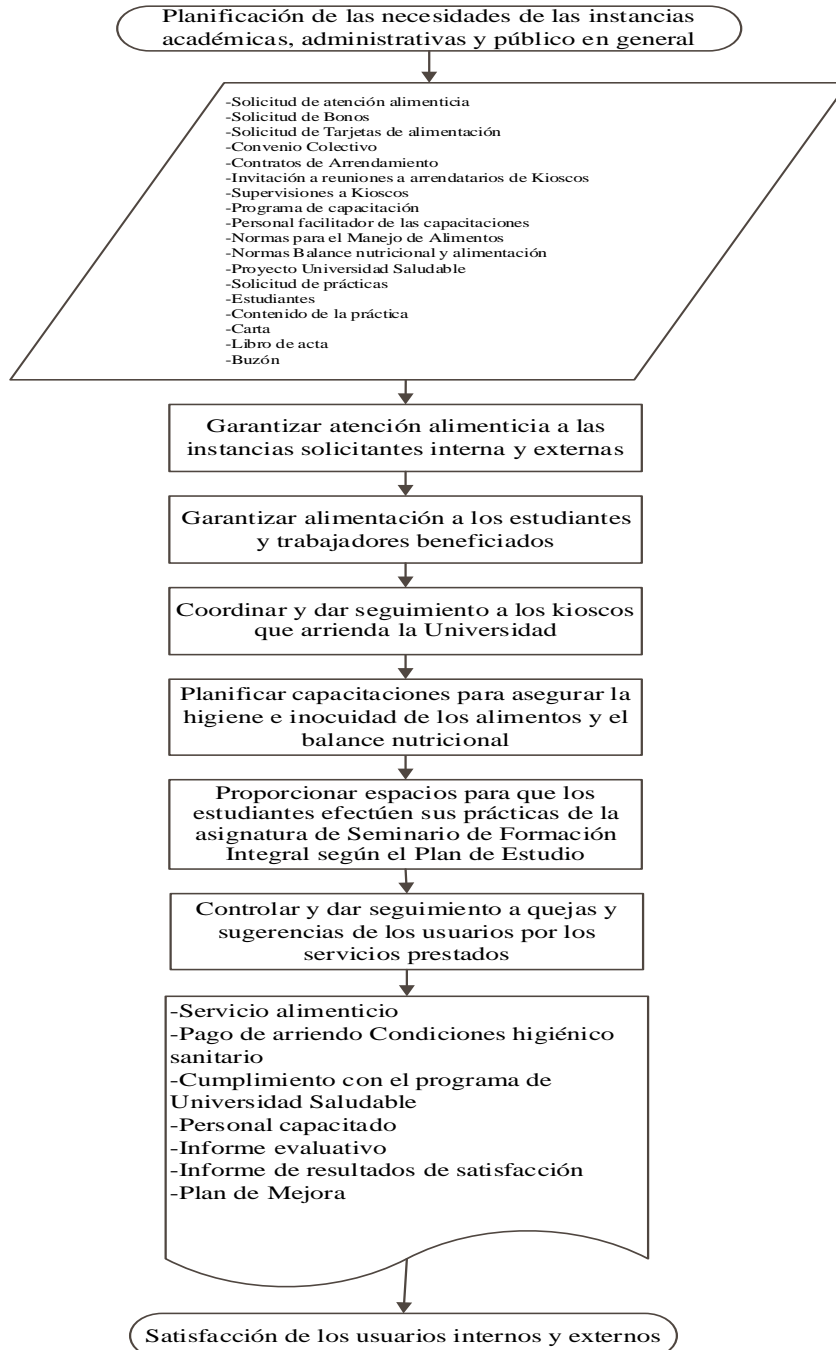 Planificación de las necesidades de las instancias
académicas, administrativas y público en general
-Solicitud de atención alimenticia
-Solicitud de Bonos
-Solicitud de Tarjetas de alimentación
-Convenio Colectivo
-Contratos de Arrendamiento
-Invitación a reuniones a arrendatarios de Kioscos
-Supervisiones a Kioscos
-Programa de capacitación
-Personal facilitador de las capacitaciones
-Normas para el Manejo de Alimentos
-Normas Balance nutricional y alimentación
-Proyecto Universidad Saludable
-Solicitud de prácticas
-Estudiantes
-Contenido de la práctica
-Carta
-Libro de acta
-Buzón
Garantizar atención alimenticia a las
instancias solicitantes interna y externas
Garantizar alimentación a los estudiantes
y trabajadores beneficiados
Coordinar y dar seguimiento a los kioscos
que arrienda la Universidad
Planificar capacitaciones para asegurar la
higiene e inocuidad de los alimentos y el
balance nutricional
Proporcionar espacios para que los
estudiantes efectúen sus prácticas de la
asignatura de Seminario de Formación
Integral según el Plan de Estudio
Controlar y dar seguimiento a quejas y
sugerencias de los usuarios por los
servicios prestados
-Servicio alimenticio
-Pago de arriendo Condiciones higiénico
sanitario
-Cumplimiento con el programa de
Universidad Saludable
-Personal capacitado
-Informe evaluativo
-Informe de resultados de satisfacción
-Plan de Mejora
Satisfacción de los usuarios internos y externos